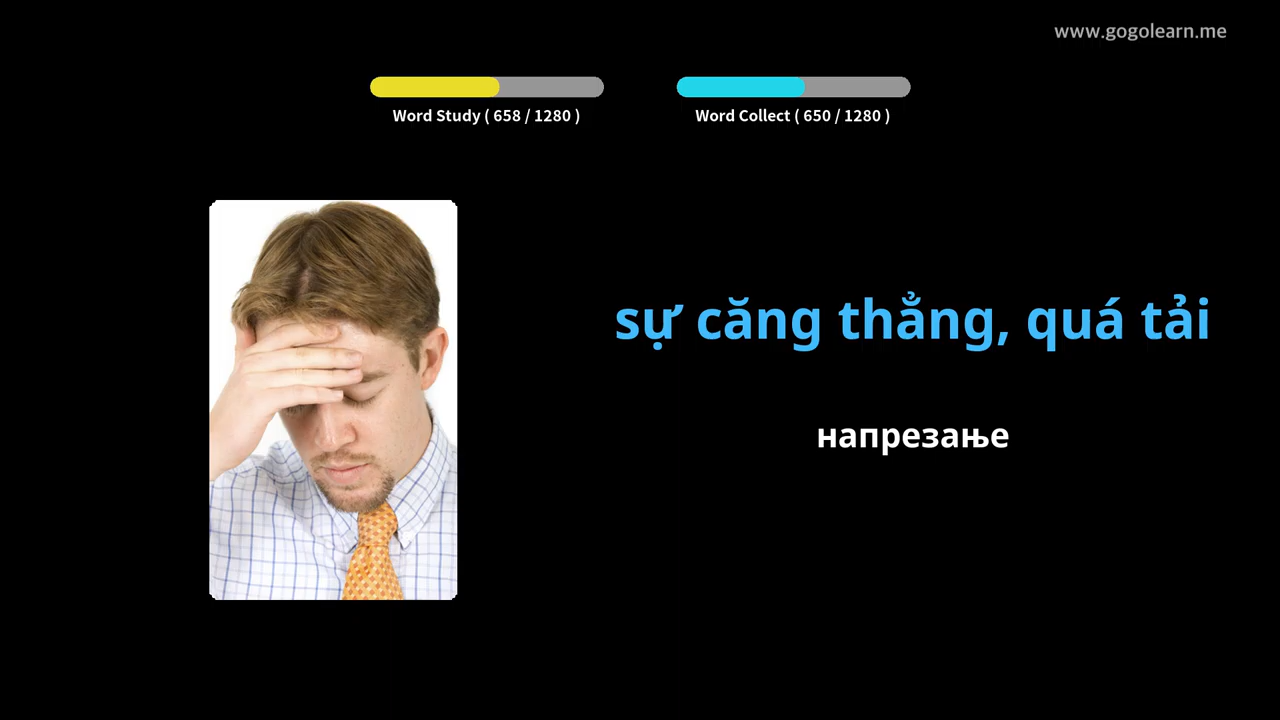 www.gogolearn.me
Word Study ( 658 / 1280 )
Word Collect ( 650 / 1280 )
sự căng thẳng, quá tải
напрезање